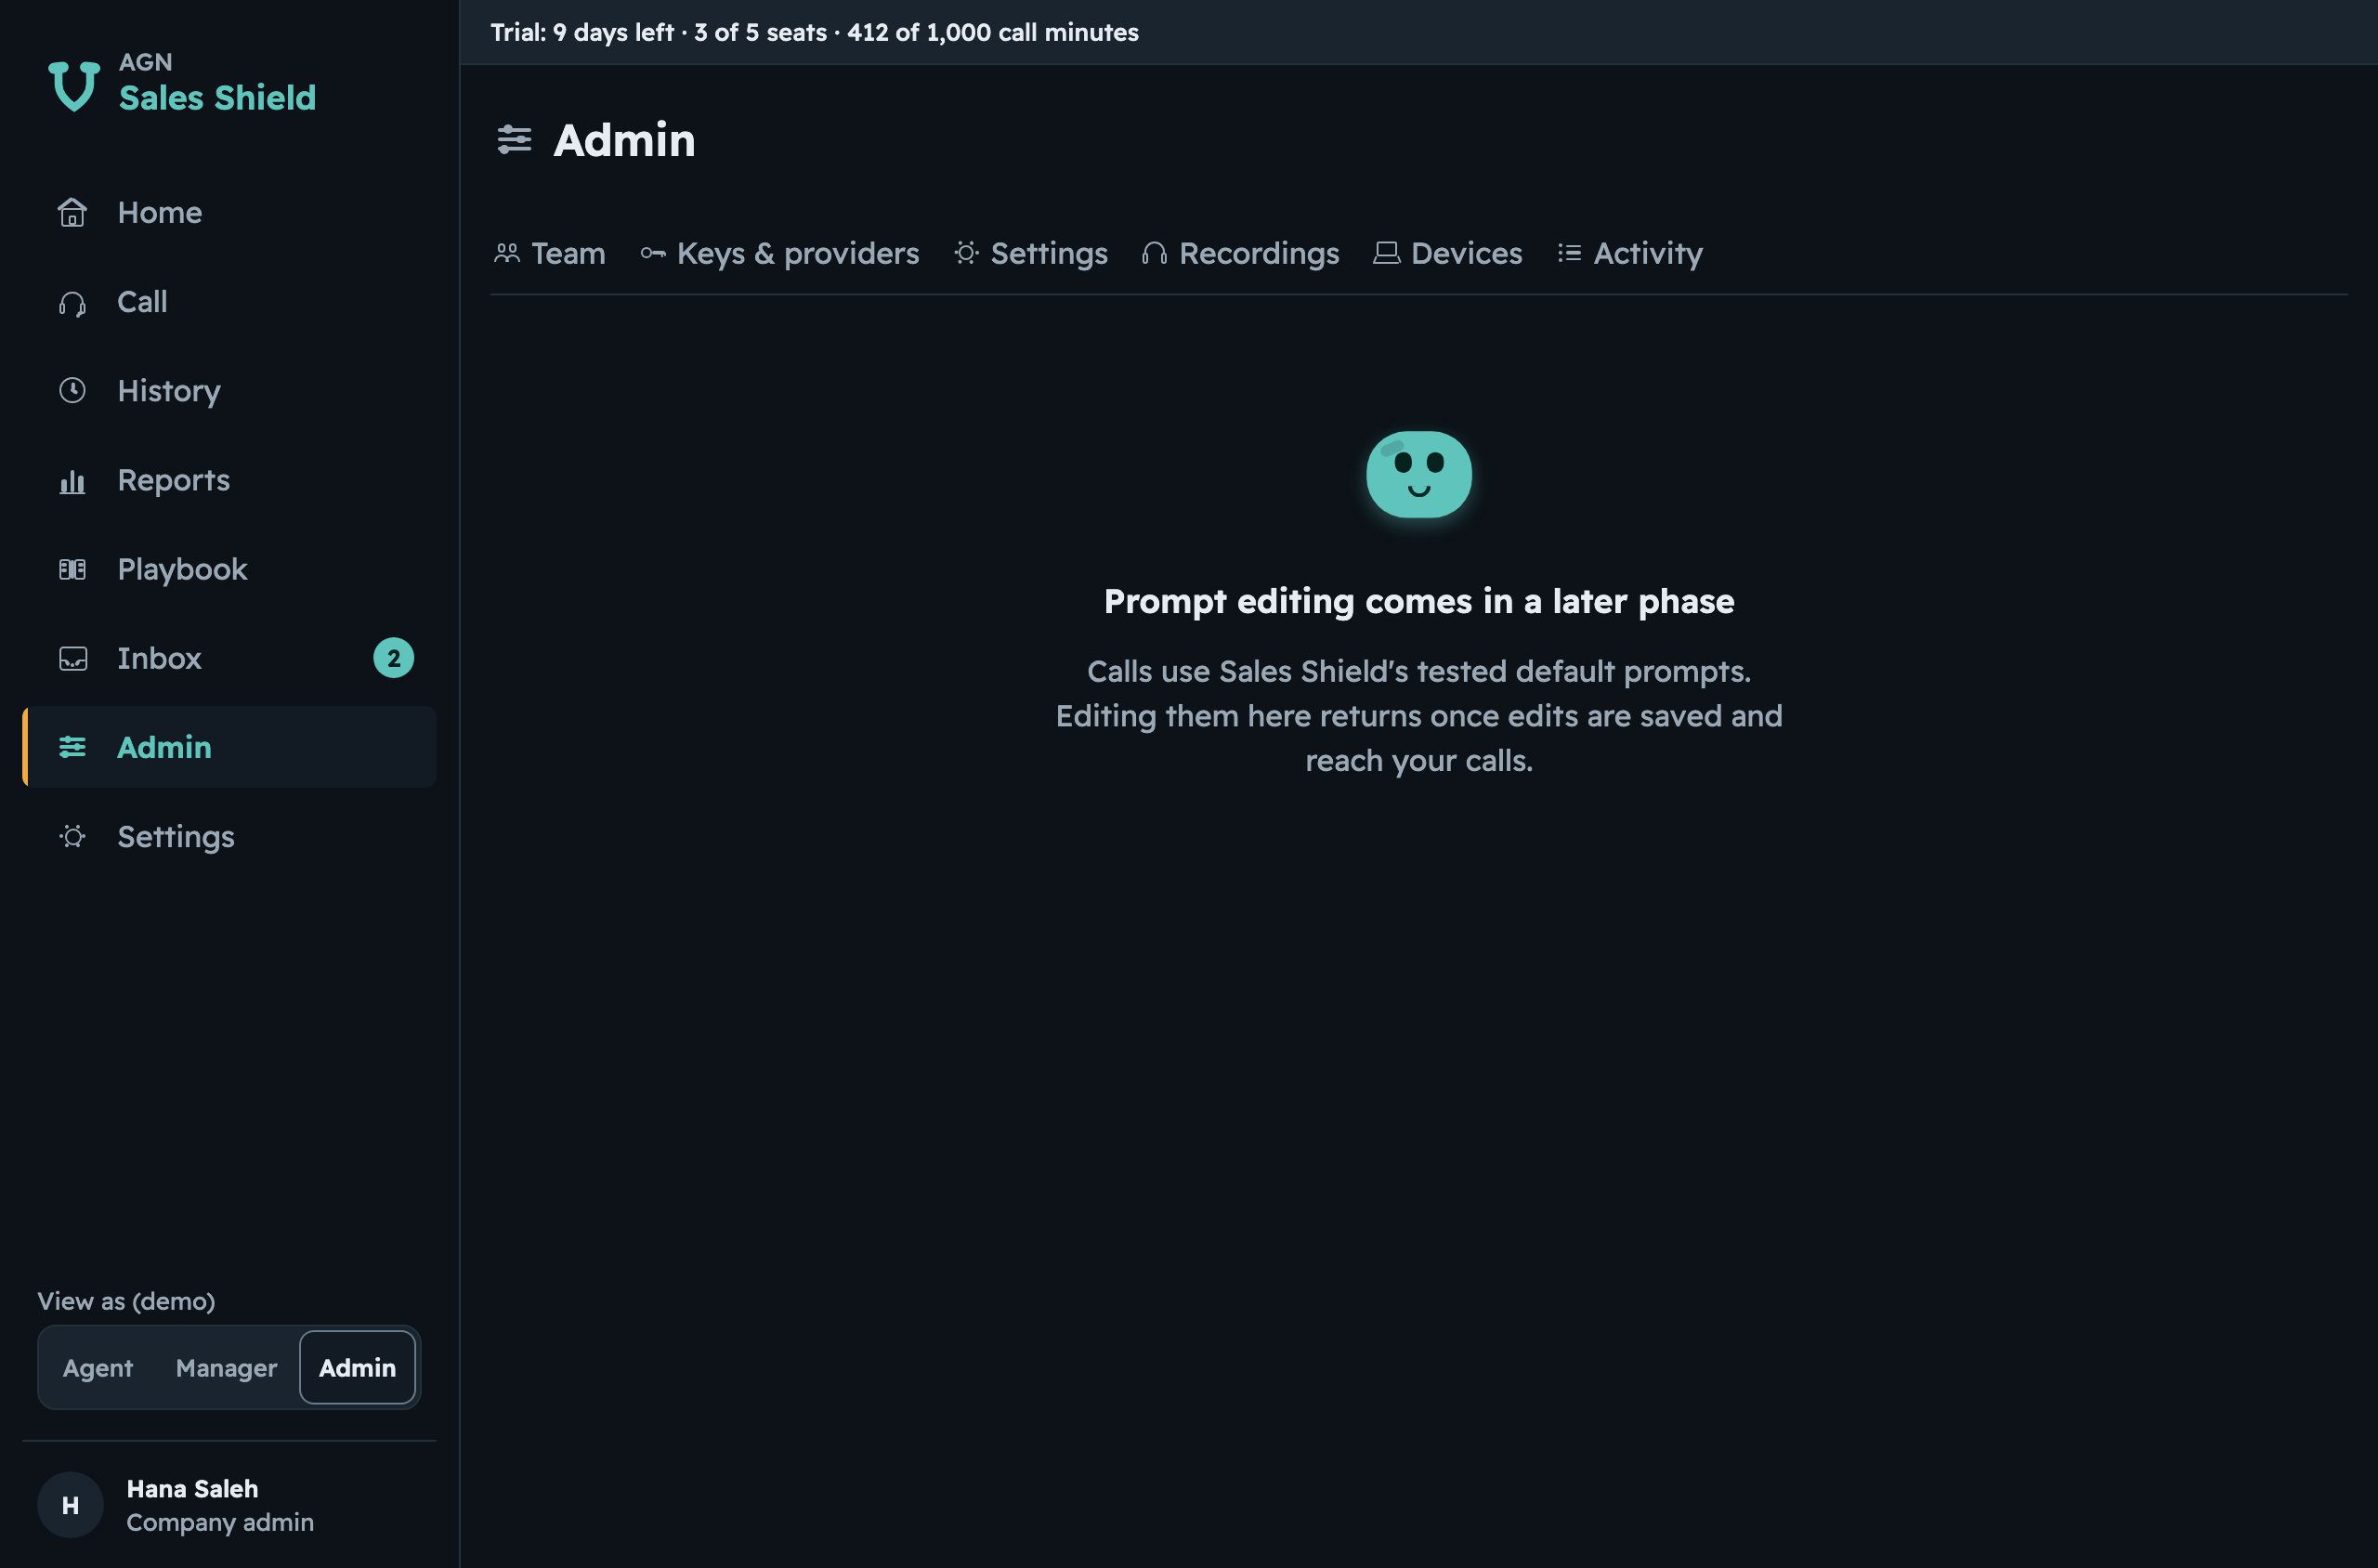 AGN
Sales Shield
Home
Call
History
Reports
Playbook
Inbox 2
Admin
Settings
View as (demo)
Agent Manager Admin
H
Hana Saleh
Company admin
Trial: 9 days left · 3 of 5 seats · 412 of 1,000 call minutes
Admin
Team Keys & providers Settings Recordings Devices Activity
Prompt editing comes in a later phase
Calls use Sales Shield's tested default prompts.
Editing them here returns once edits are saved and
reach your calls.